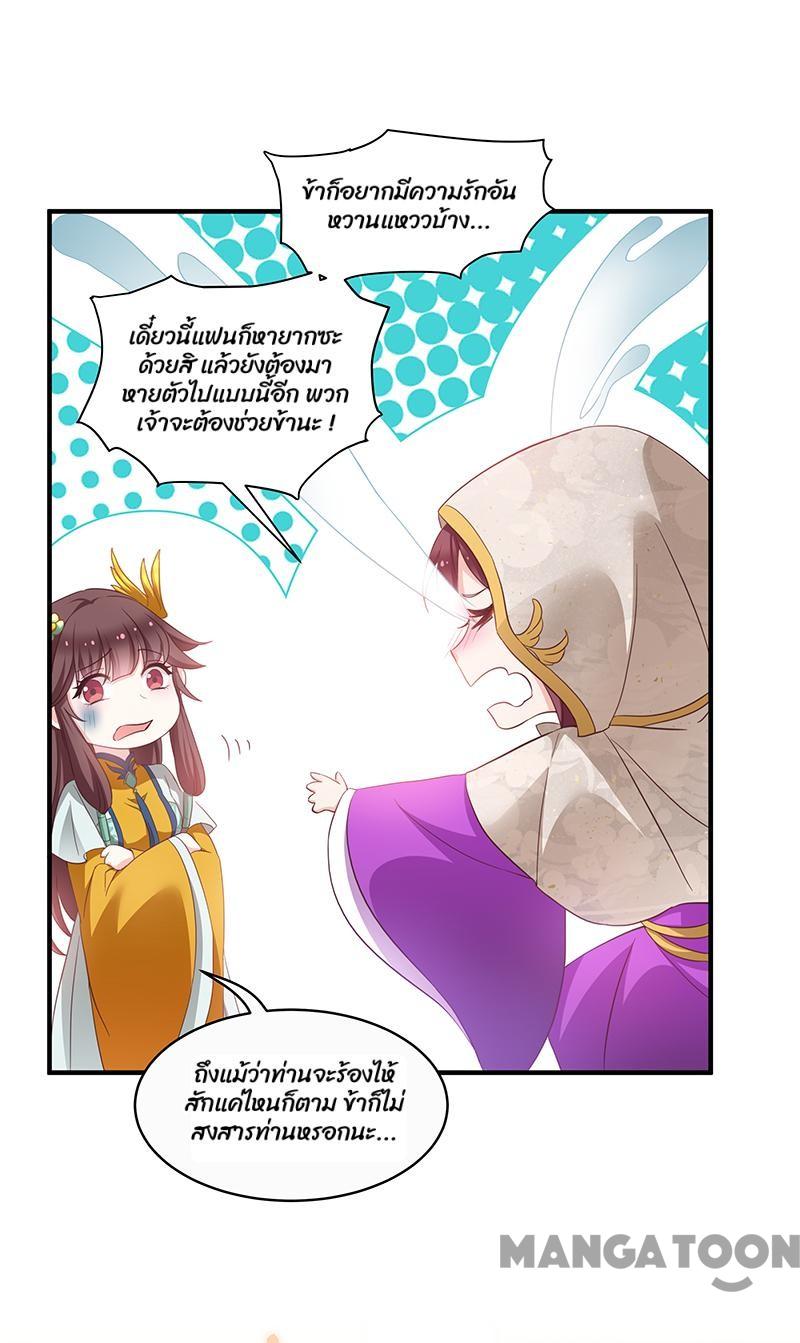 ข้าก็อยากมีความรักอัน
หวานแหววบ้าง...
เดี๋ยวนี้แฟนก็หายากซะ
ด้วยสิ แล้วยังต้องมา
หายตัวไปแบบนี้อีก พวก
เจ้าจะต้องช่วยข้านะ !
ถึงแม้ว่าท่านจะร้องไห้
สักแค่ไหนก็ตาม ข้าก็ไม่
สงสารท่านหรอกนะ...
MANGATOON